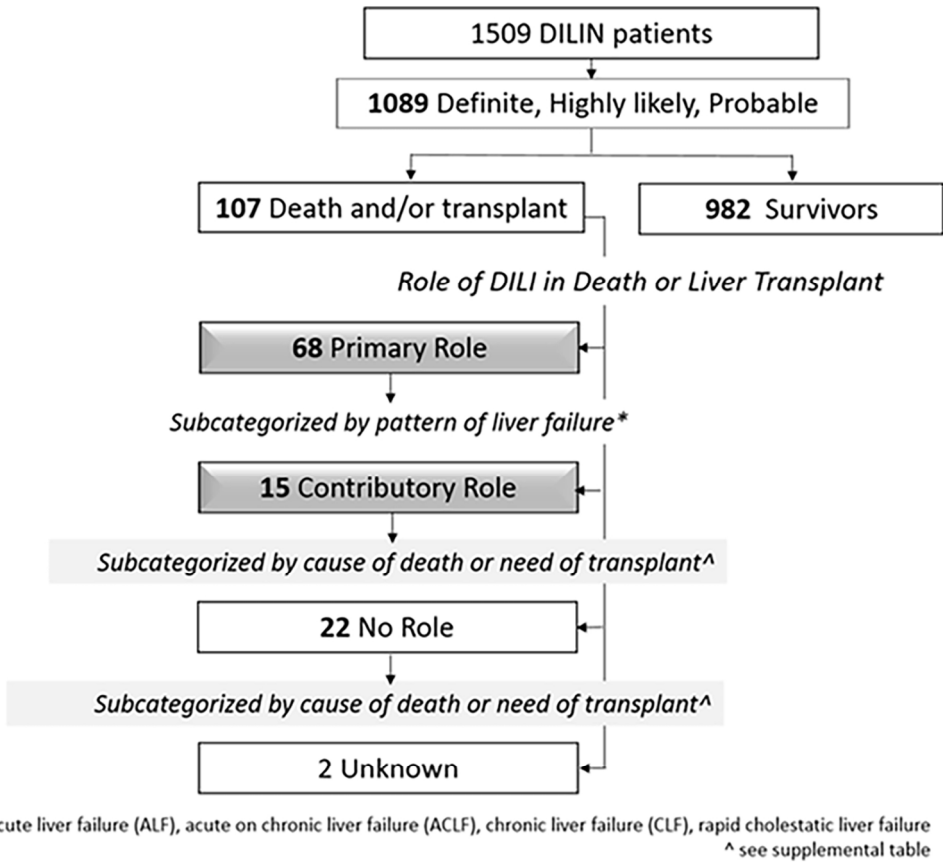 1509 DILIN patients
1089 Definite, Highly likely, Probable
107 Death and/or transplant
982 Survivors
Role of DILI in Death or Liver Transplant
68 Primary Role
Subcategorized by pattern of liver failure*
15 Contributory Role
Subcategorized by cause of death or need of transplant^
22 No Role
Subcategorized by cause of death or need of transplant^
2 Unknown
cute liver failure (ALF), acute on chronic liver failure (ACLF), chronic liver failure (CLF), rapid cholestatic liver failure
^ see supplemental table